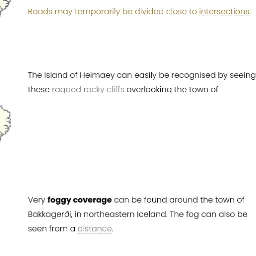 Roads may temporarily be divided close to intersections.
The Island of Heimaey can easily be recognised by seeing
these ragged rocky cliffs overlooking the town of
Very foggy coverage can be found around the town of
Bakkagerði, in northeastern Iceland. The fog can also be
seen from a distance.